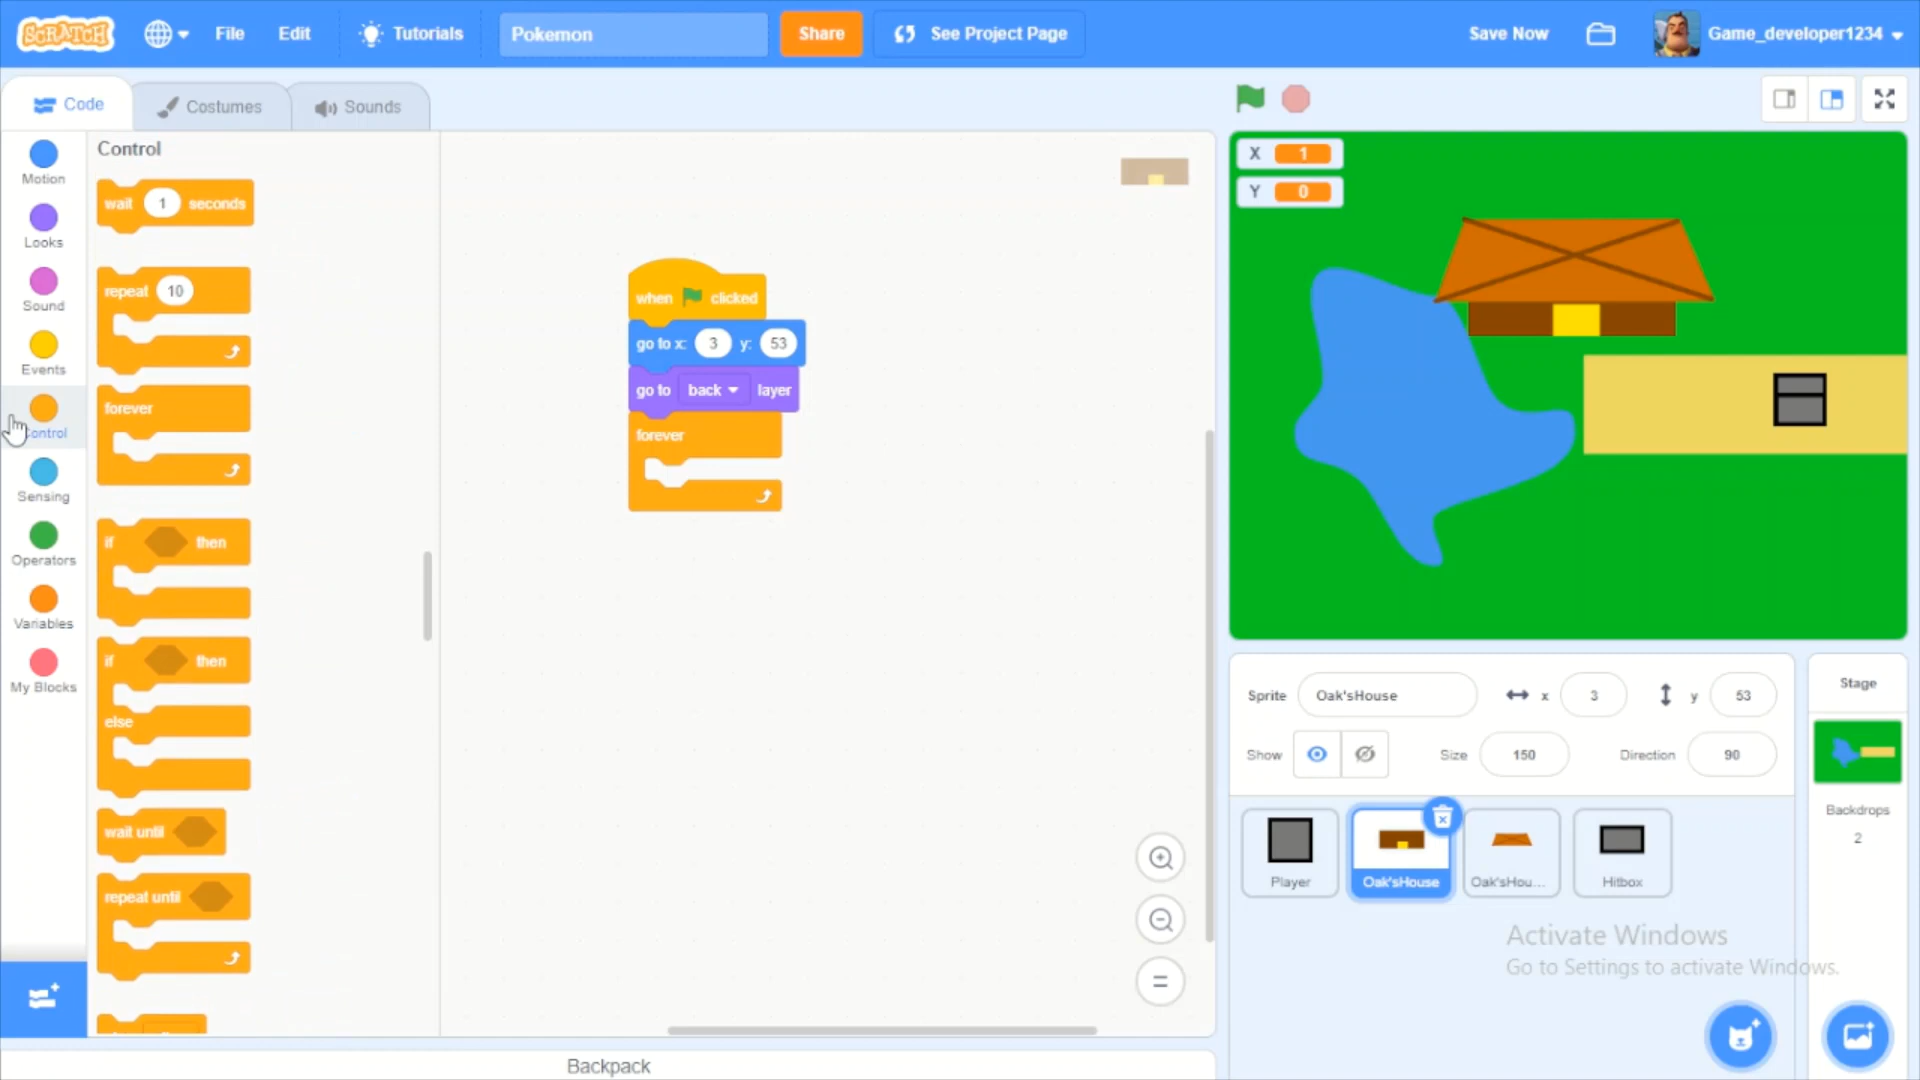 SCRATCH File Edit Tutorials Pokemon Share See Project Page Save Now Game_developer1234
Code Costumes Sounds
Motion
Looks
Sound
Events
Control
Sensing
Operators
Variables
My Blocks
Control
wait 1 seconds
repeat 10
forever
if then
if then
else
wait until
repeat until
when clicked
go to x: 3 y: 53
go to back layer
forever
X 1
Y 0
Sprite Oak'sHouse x 3 y 53
Show Size 150 Direction 90
Player Oak'sHouse Oak'sHou... Hitbox
Stage
Backdrops
2
Activate Windows
Go to Settings to activate Windows.
Backpack